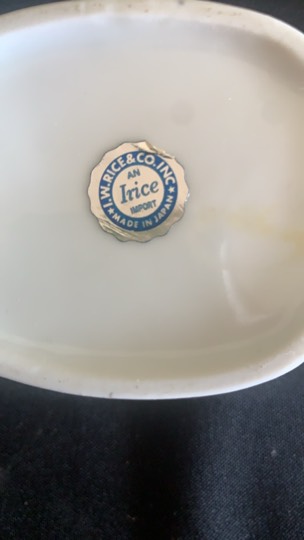 I.W. RICE & CO. INC.
AN
Irice
IMPORT
★ MADE IN JAPAN ★